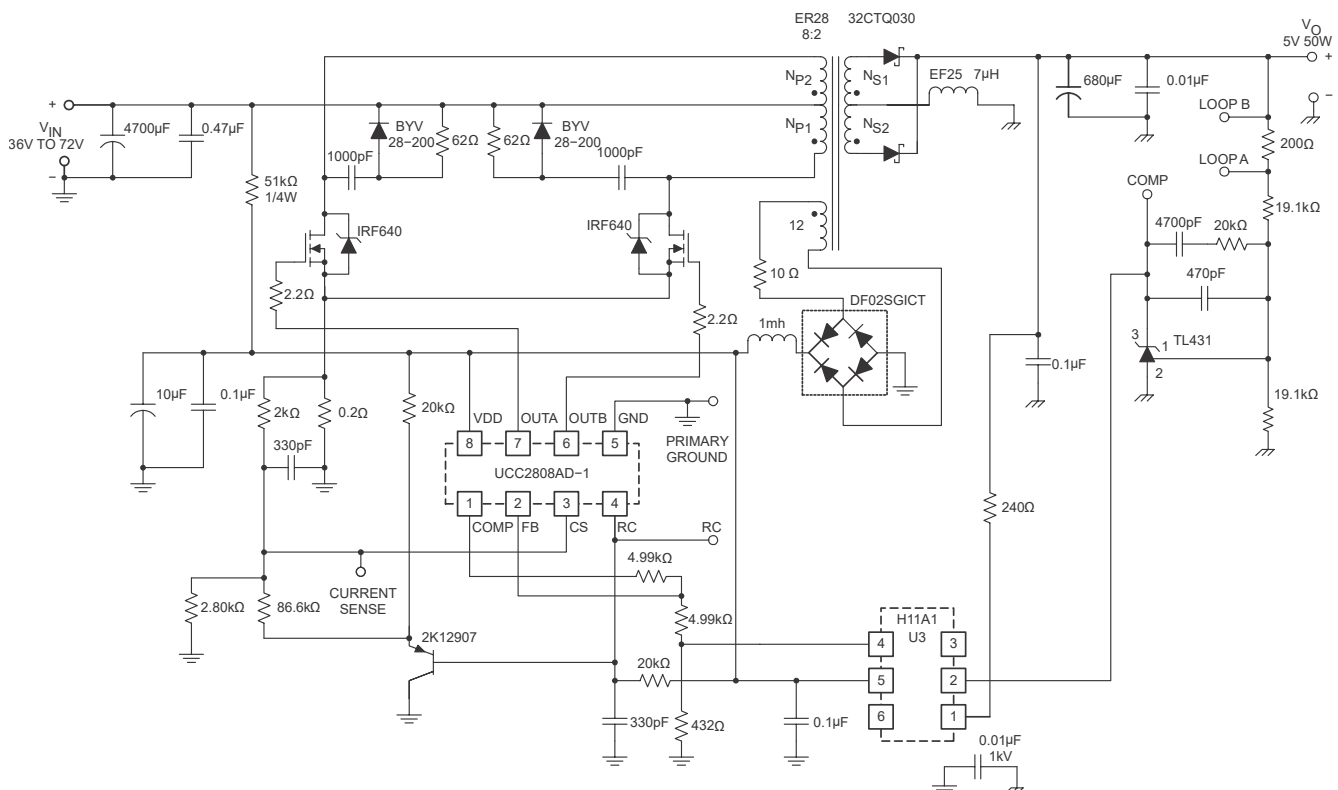 ER28 32CTQ030
8:2
VO
5V 50W
+
−
NP2
NS1
EF25 7µH
680µF
0.01µF
LOOP B
+
VIN
36V TO 72V
−
4700µF
0.47µF
BYV
28−200
62Ω
62Ω
BYV
28−200
NP1
NS2
200Ω
1000pF
1000pF
LOOP A
51kΩ
1/4W
COMP
19.1kΩ
IRF640
IRF640
12
4700pF
20kΩ
10 Ω
470pF
2.2Ω
2.2Ω
DF02SGICT
1mh
3
1
TL431
2
0.1µF
10µF
0.1µF
2kΩ
0.2Ω
20kΩ
VDD
OUTA
OUTB
GND
19.1kΩ
330pF
8
7
6
5
PRIMARY
GROUND
UCC2808AD−1
1
2
3
4
COMP
FB
CS
RC
RC
240Ω
4.99kΩ
CURRENT
SENSE
2.80kΩ
86.6kΩ
4.99kΩ
H11A1
U3
2K12907
4
3
20kΩ
5
2
330pF
432Ω
0.1µF
6
1
0.01µF
1kV